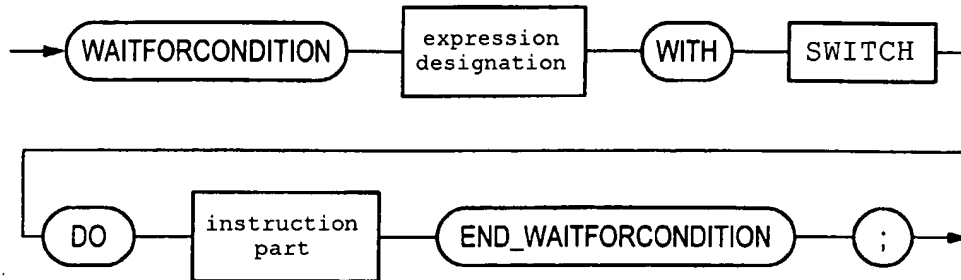 WAITFORCONDITION
expression
designation
WITH
SWITCH
DO
instruction
part
END_WAITFORCONDITION
;